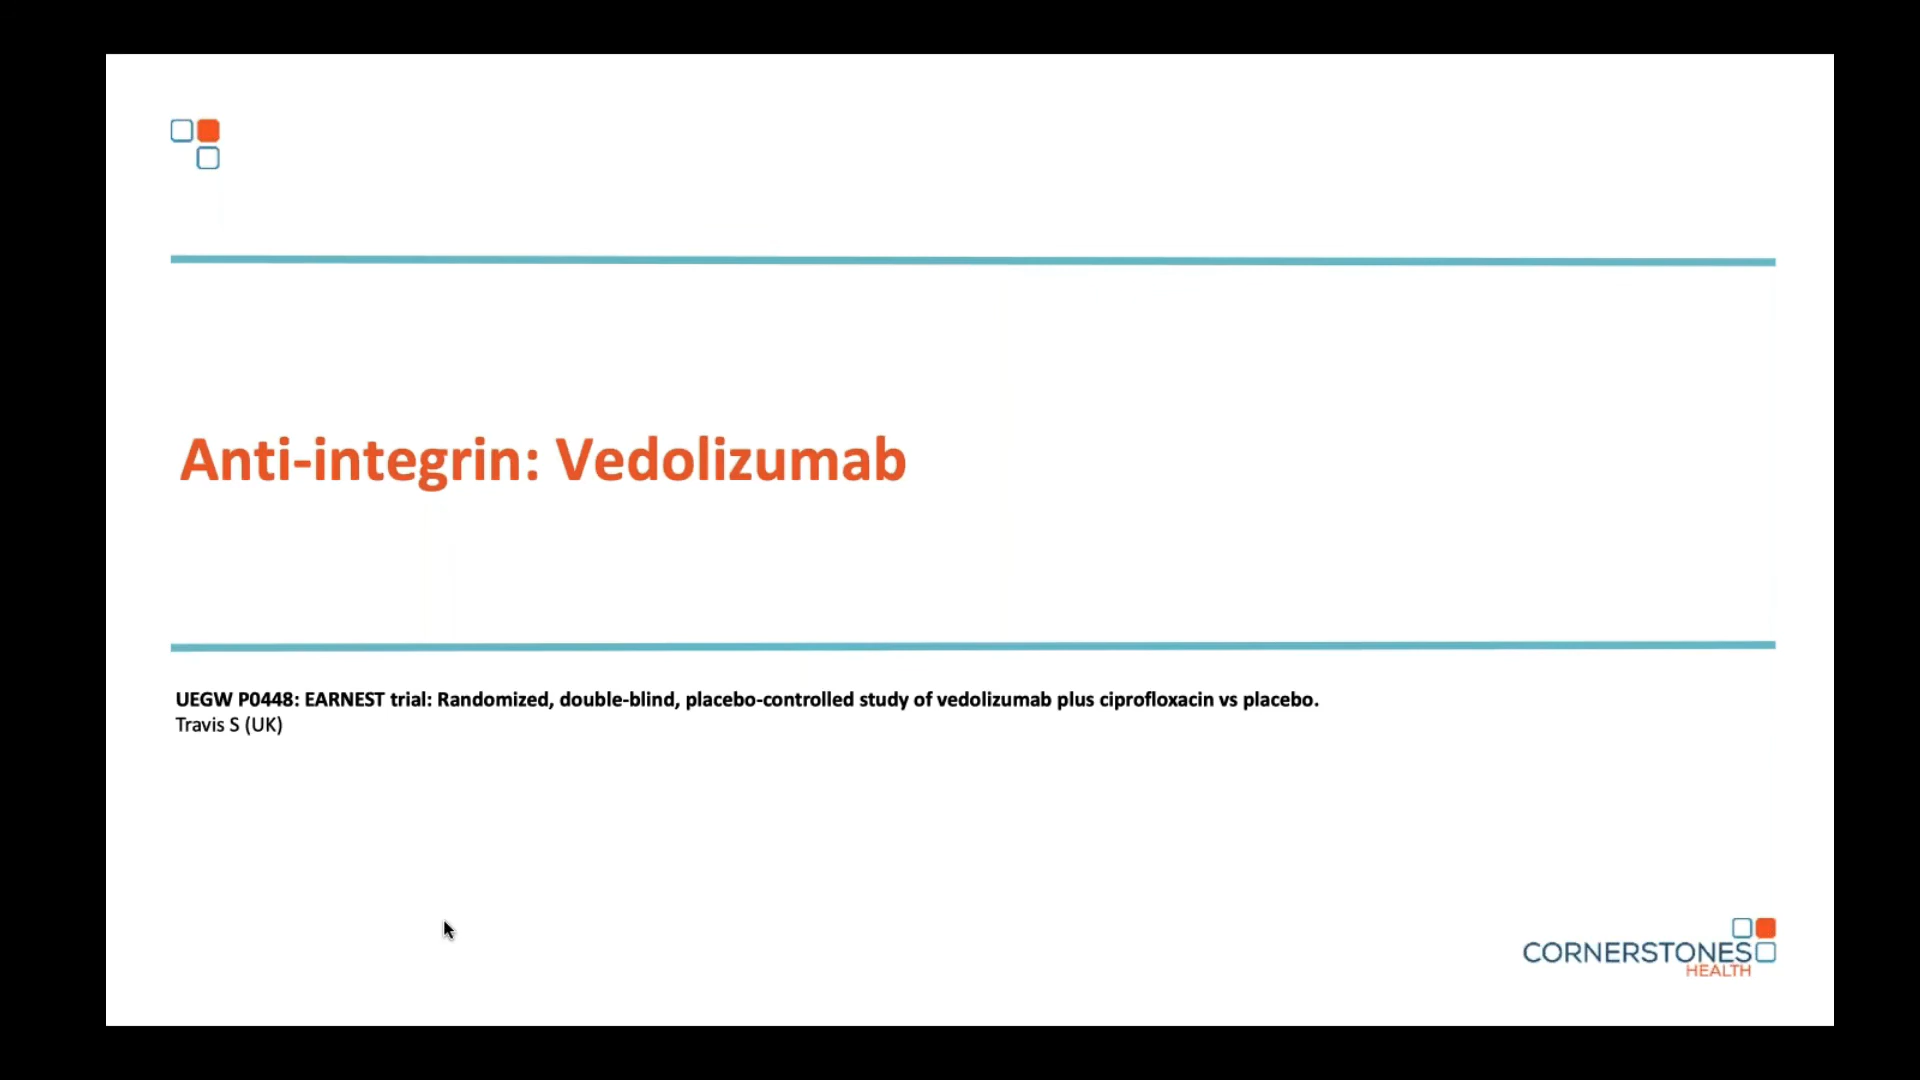 Anti-integrin: Vedolizumab
UEGW P0448: EARNEST trial: Randomized, double-blind, placebo-controlled study of vedolizumab plus ciprofloxacin vs placebo.
Travis S (UK)
CORNERSTONES
HEALTH